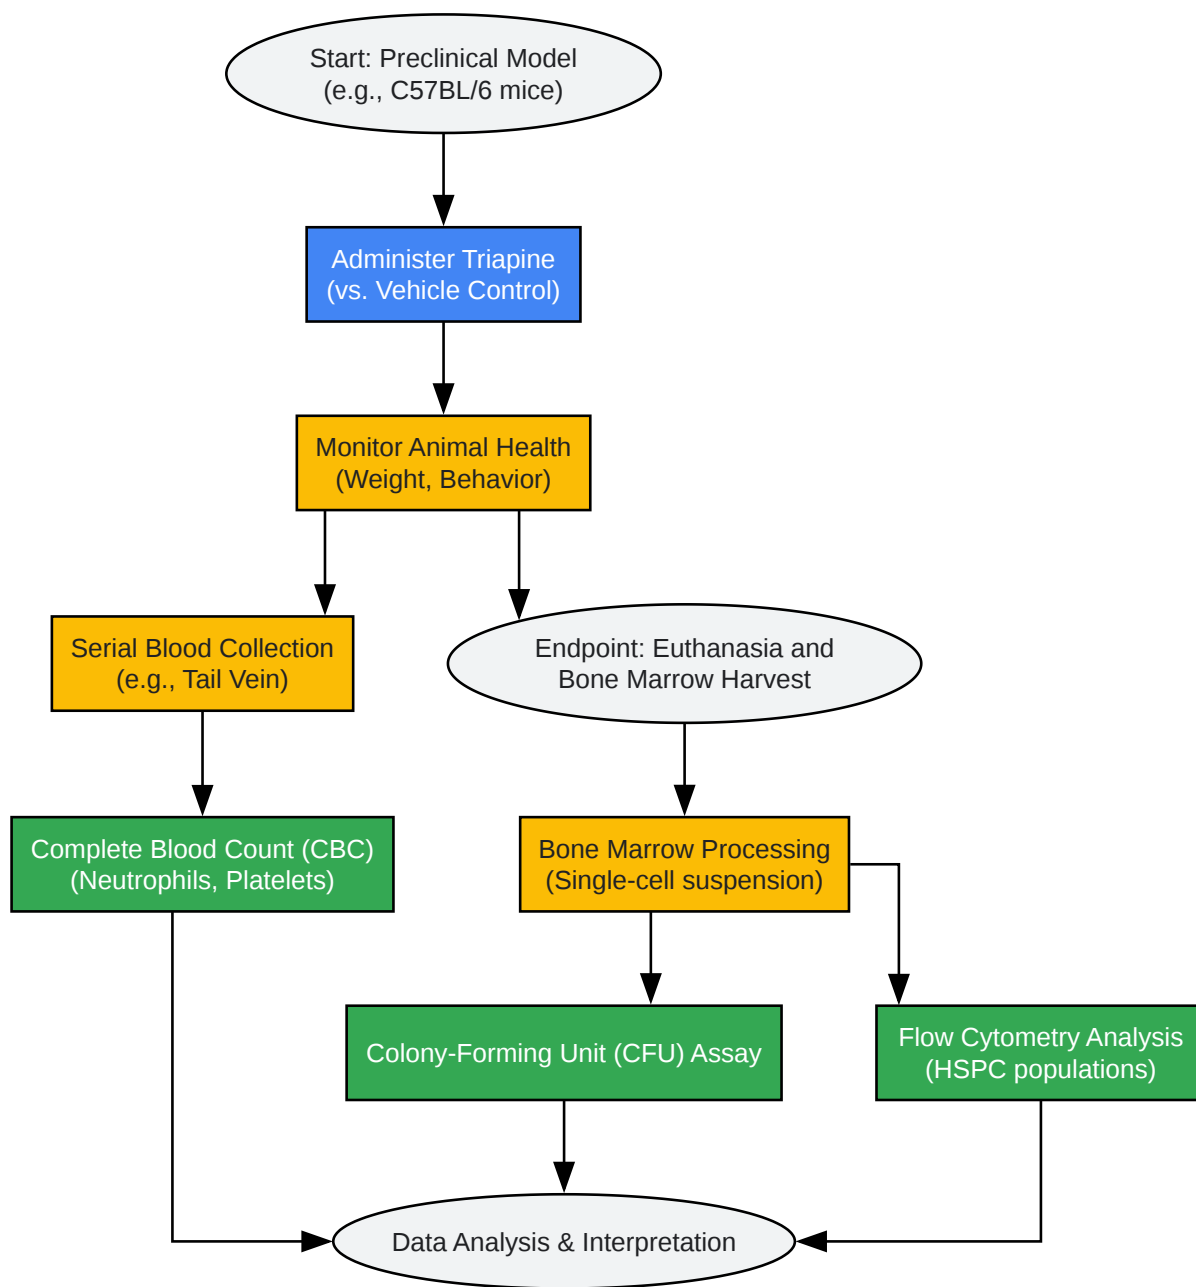 Start: Preclinical Model
(e.g., C57BL/6 mice)
Administer Triapine
(vs. Vehicle Control)
Monitor Animal Health
(Weight, Behavior)
Serial Blood Collection
(e.g., Tail Vein)
Endpoint: Euthanasia and
Bone Marrow Harvest
Complete Blood Count (CBC)
(Neutrophils, Platelets)
Bone Marrow Processing
(Single-cell suspension)
Colony-Forming Unit (CFU) Assay
Flow Cytometry Analysis
(HSPC populations)
Data Analysis & Interpretation